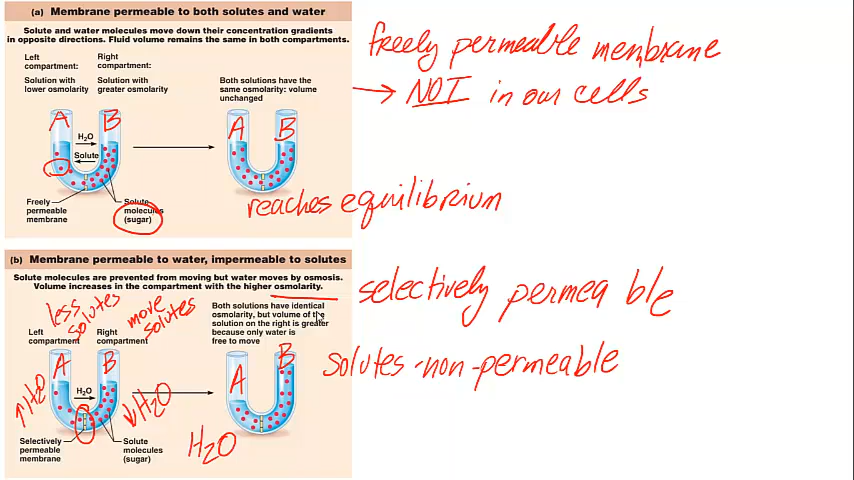 (a) Membrane permeable to both solutes and water
Solute and water molecules move down their concentration gradients
in opposite directions. Fluid volume remains the same in both compartments.
Left
compartment:
Solution with
lower osmolarity
Right
compartment:
Solution with
greater osmolarity
Both solutions have the
same osmolarity: volume
unchanged
A
B
H2O
Solute
A
B
Freely
permeable
membrane
Solute
molecules
(sugar)
freely permeable membrane
→ NOT in our cells
reaches equilibrium
(b) Membrane permeable to water, impermeable to solutes
Solute molecules are prevented from moving but water moves by osmosis.
Volume increases in the compartment with the higher osmolarity.
less
solutes
more
solutes
Left
compartment
Right
compartment
Both solutions have identical
osmolarity, but volume of the
solution on the right is greater
because only water is
free to move
A
B
H2O
↑H2O
↓H2O
A
B
H2O
Selectively
permeable
membrane
Solute
molecules
(sugar)
selectively permeable
solutes - non-permeable